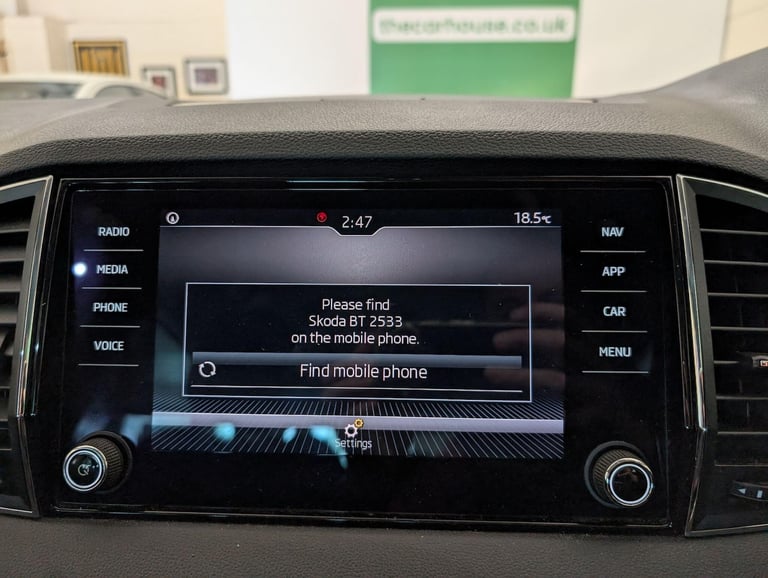 thecarhouse.co.uk
2:47
18.5°C
RADIO
MEDIA
PHONE
VOICE
Please find
Skoda BT 2533
on the mobile phone.
Find mobile phone
Settings
NAV
APP
CAR
MENU